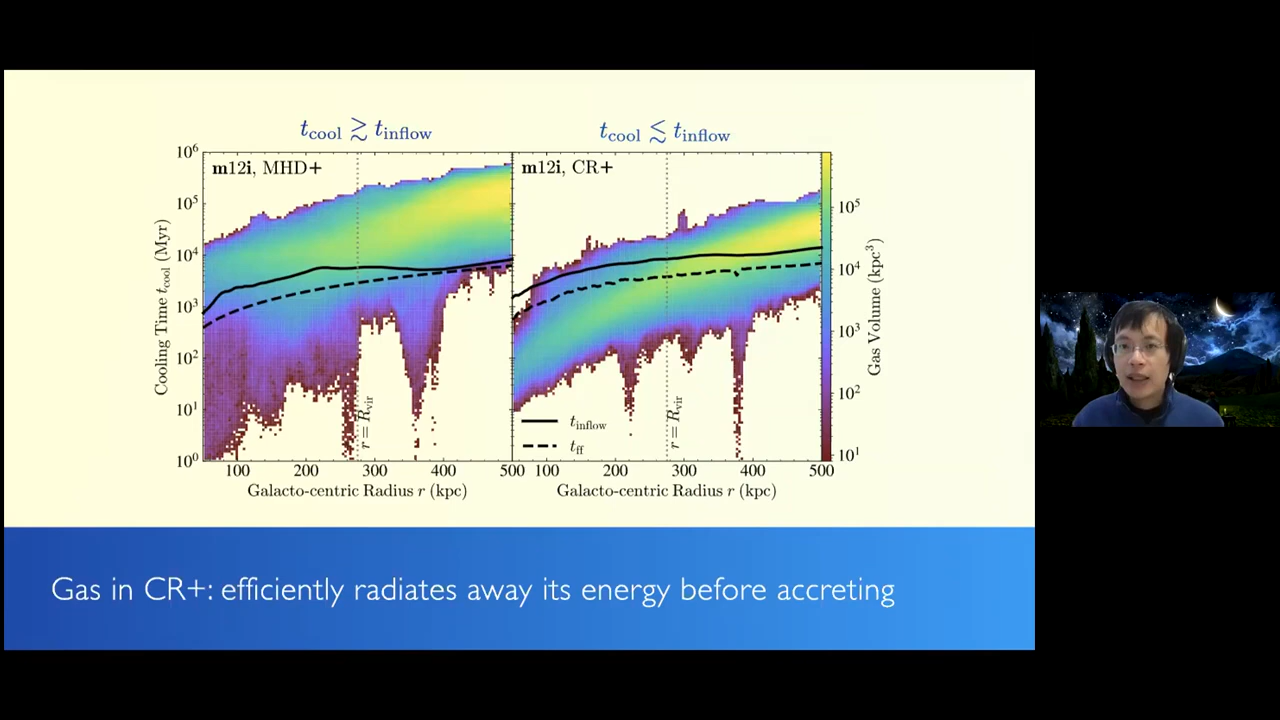 t_cool ≳ t_inflow
t_cool ≲ t_inflow
m12i, MHD+
m12i, CR+
10^6
10^5
10^4
10^3
10^2
10^1
10^0
Cooling Time t_cool (Myr)
r = R_vir
r = R_vir
t_inflow
t_ff
100 200 300 400 500
100 200 300 400 500
Galacto-centric Radius r (kpc)
Galacto-centric Radius r (kpc)
10^5
10^4
10^3
10^2
10^1
Gas Volume (kpc^3)
Gas in CR+: efficiently radiates away its energy before accreting